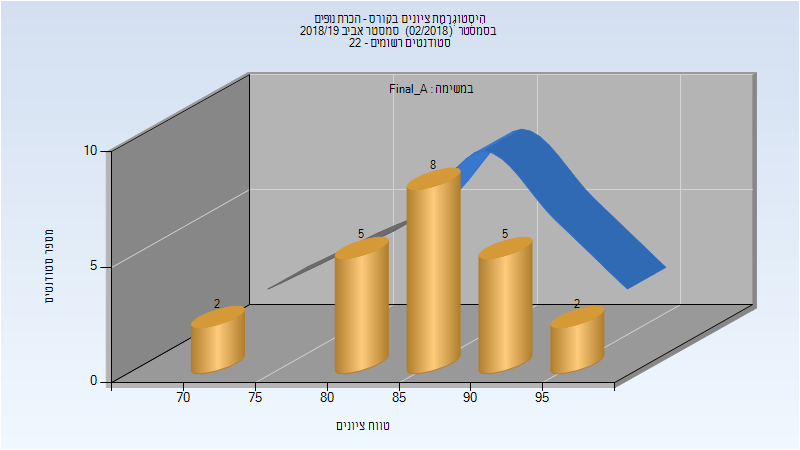 היסטוגרמת ציונים בקורס - הכרת נופים
בסמסטר (02/2018) סמסטר אביב 2018/19
סטודנטים רשומים - 22
במשימה : Final_A
מספר סטודנטים
10
5
0
2
5
8
5
2
70
75
80
85
90
95
טווח ציונים